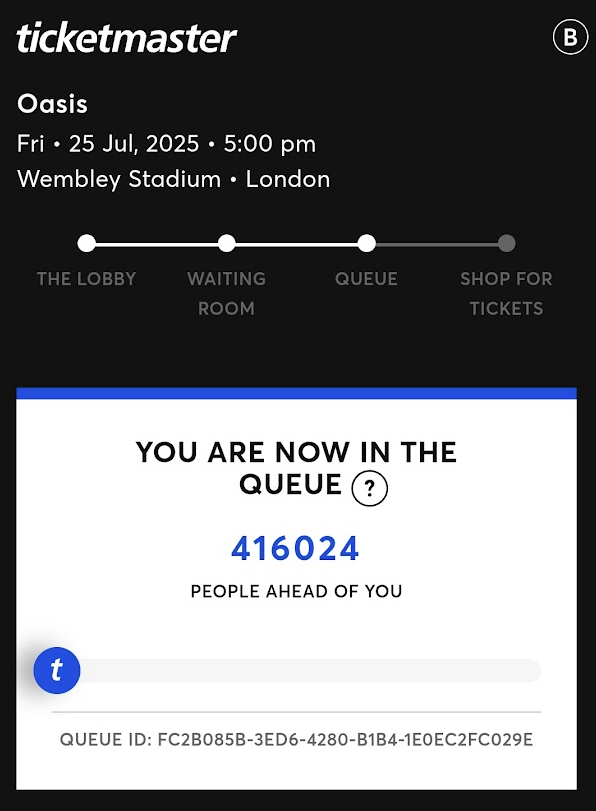 ticketmaster
B
Oasis
Fri • 25 Jul, 2025 • 5:00 pm
Wembley Stadium • London
THE LOBBY
WAITING
ROOM
QUEUE
SHOP FOR
TICKETS
YOU ARE NOW IN THE
QUEUE ?
416024
PEOPLE AHEAD OF YOU
t
QUEUE ID: FC2B085B-3ED6-4280-B1B4-1E0EC2FC029E